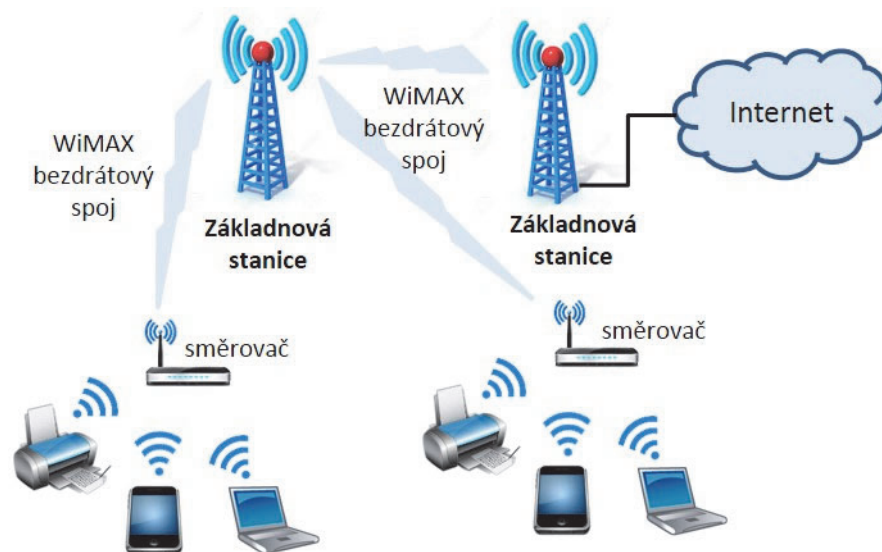 WiMAX
bezdrátový
spoj
WiMAX
bezdrátový
spoj
Internet
Základnová
stanice
Základnová
stanice
směrovač
směrovač